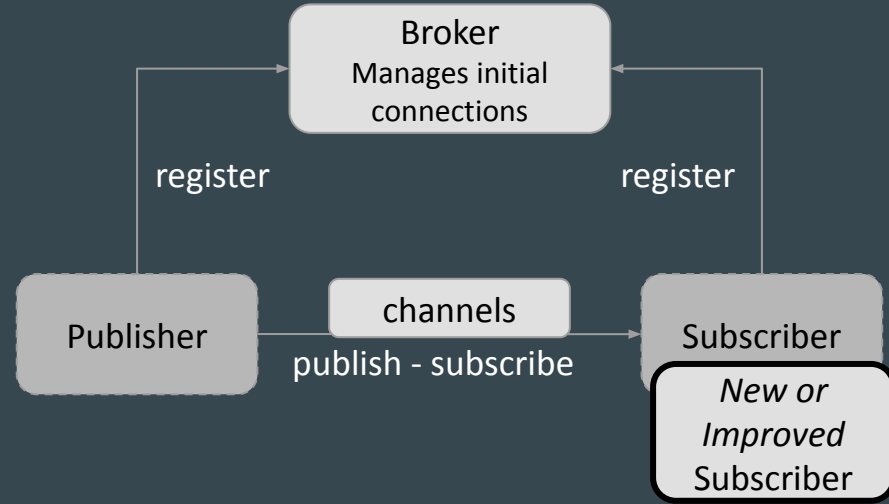 Broker
Manages initial
connections
register
register
Publisher
channels
Subscriber
publish - subscribe
New or
Improved
Subscriber